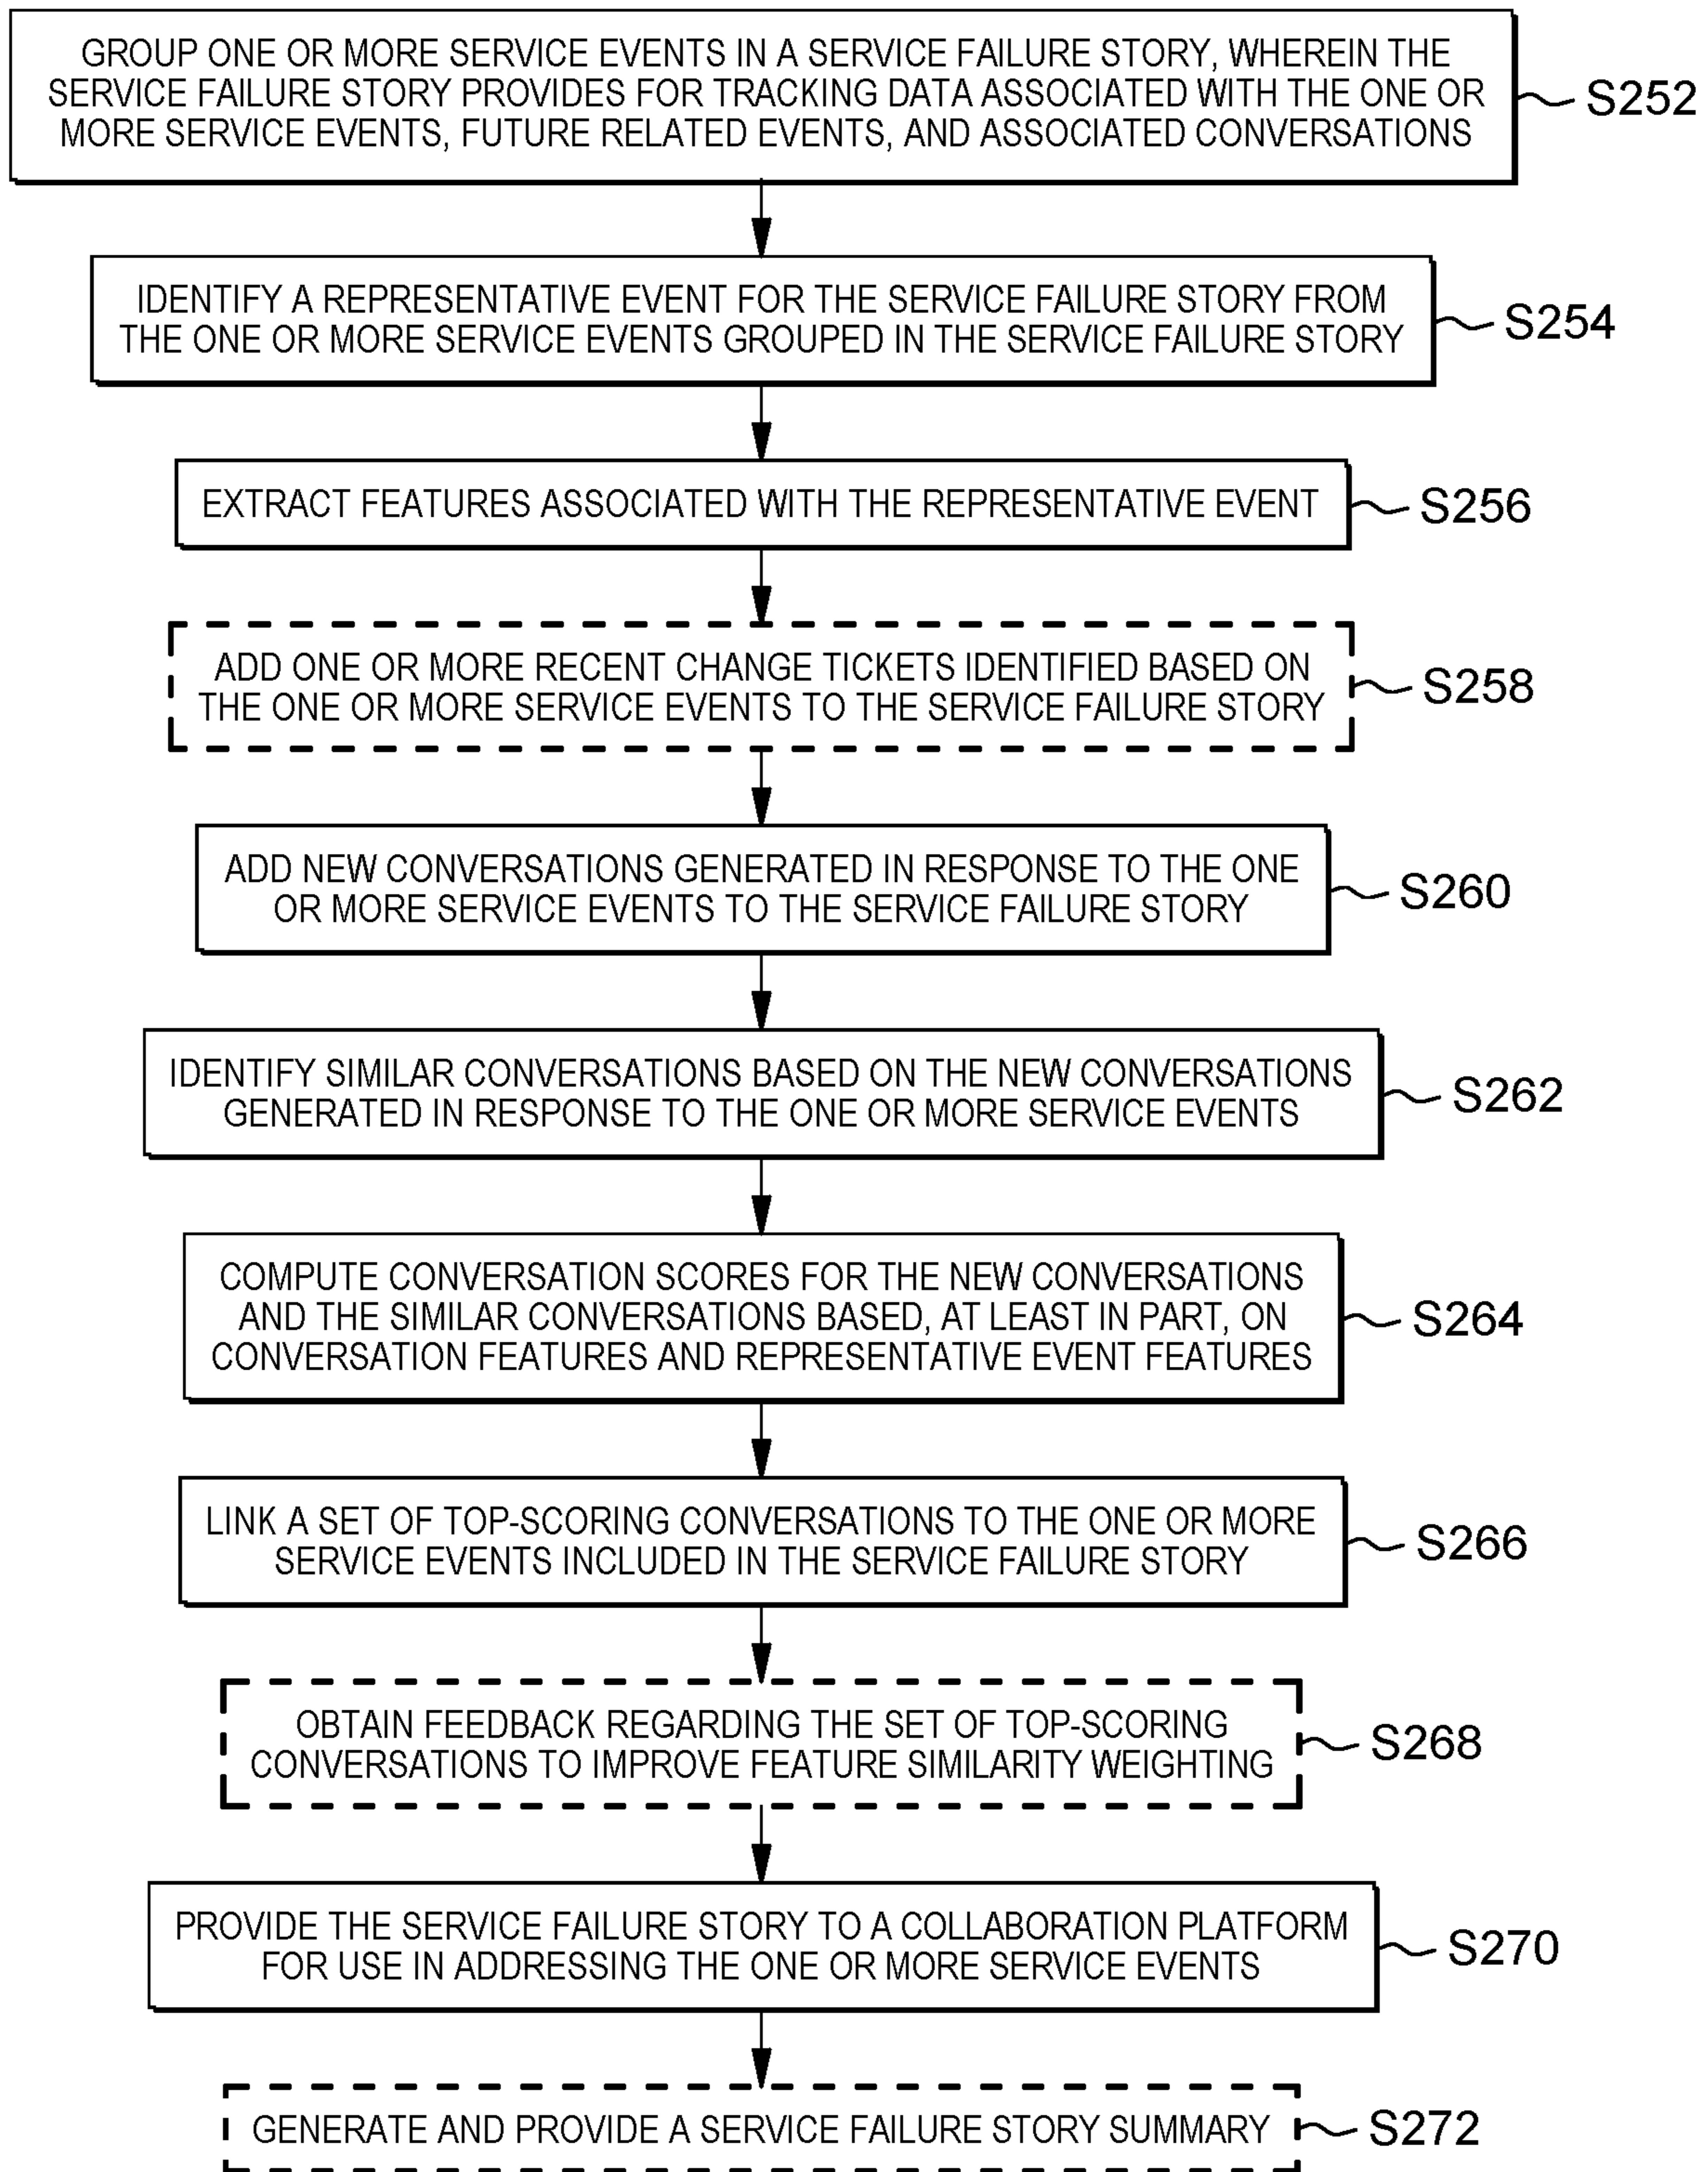 GROUP ONE OR MORE SERVICE EVENTS IN A SERVICE FAILURE STORY, WHEREIN THE
SERVICE FAILURE STORY PROVIDES FOR TRACKING DATA ASSOCIATED WITH THE ONE OR
MORE SERVICE EVENTS, FUTURE RELATED EVENTS, AND ASSOCIATED CONVERSATIONS
S252
IDENTIFY A REPRESENTATIVE EVENT FOR THE SERVICE FAILURE STORY FROM
THE ONE OR MORE SERVICE EVENTS GROUPED IN THE SERVICE FAILURE STORY
S254
EXTRACT FEATURES ASSOCIATED WITH THE REPRESENTATIVE EVENT
S256
ADD ONE OR MORE RECENT CHANGE TICKETS IDENTIFIED BASED ON
THE ONE OR MORE SERVICE EVENTS TO THE SERVICE FAILURE STORY
S258
ADD NEW CONVERSATIONS GENERATED IN RESPONSE TO THE ONE
OR MORE SERVICE EVENTS TO THE SERVICE FAILURE STORY
S260
IDENTIFY SIMILAR CONVERSATIONS BASED ON THE NEW CONVERSATIONS
GENERATED IN RESPONSE TO THE ONE OR MORE SERVICE EVENTS
S262
COMPUTE CONVERSATION SCORES FOR THE NEW CONVERSATIONS
AND THE SIMILAR CONVERSATIONS BASED, AT LEAST IN PART, ON
CONVERSATION FEATURES AND REPRESENTATIVE EVENT FEATURES
S264
LINK A SET OF TOP-SCORING CONVERSATIONS TO THE ONE OR MORE
SERVICE EVENTS INCLUDED IN THE SERVICE FAILURE STORY
S266
OBTAIN FEEDBACK REGARDING THE SET OF TOP-SCORING
CONVERSATIONS TO IMPROVE FEATURE SIMILARITY WEIGHTING
S268
PROVIDE THE SERVICE FAILURE STORY TO A COLLABORATION PLATFORM
FOR USE IN ADDRESSING THE ONE OR MORE SERVICE EVENTS
S270
GENERATE AND PROVIDE A SERVICE FAILURE STORY SUMMARY
S272